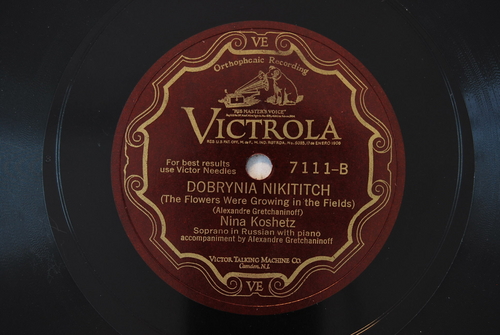 VE
Orthophonic Recording
"HIS MASTER'S VOICE"
VICTROLA
For best results
use Victor Needles
7111-B
DOBRYNIA NIKITITCH
(The Flowers Were Growing in the Fields)
(Alexandre Gretchaninoff)
Nina Koshetz
Soprano in Russian with piano
accompaniment by Alexandre Gretchaninoff
VICTOR TALKING MACHINE CO.
Camden, N.J.
VE